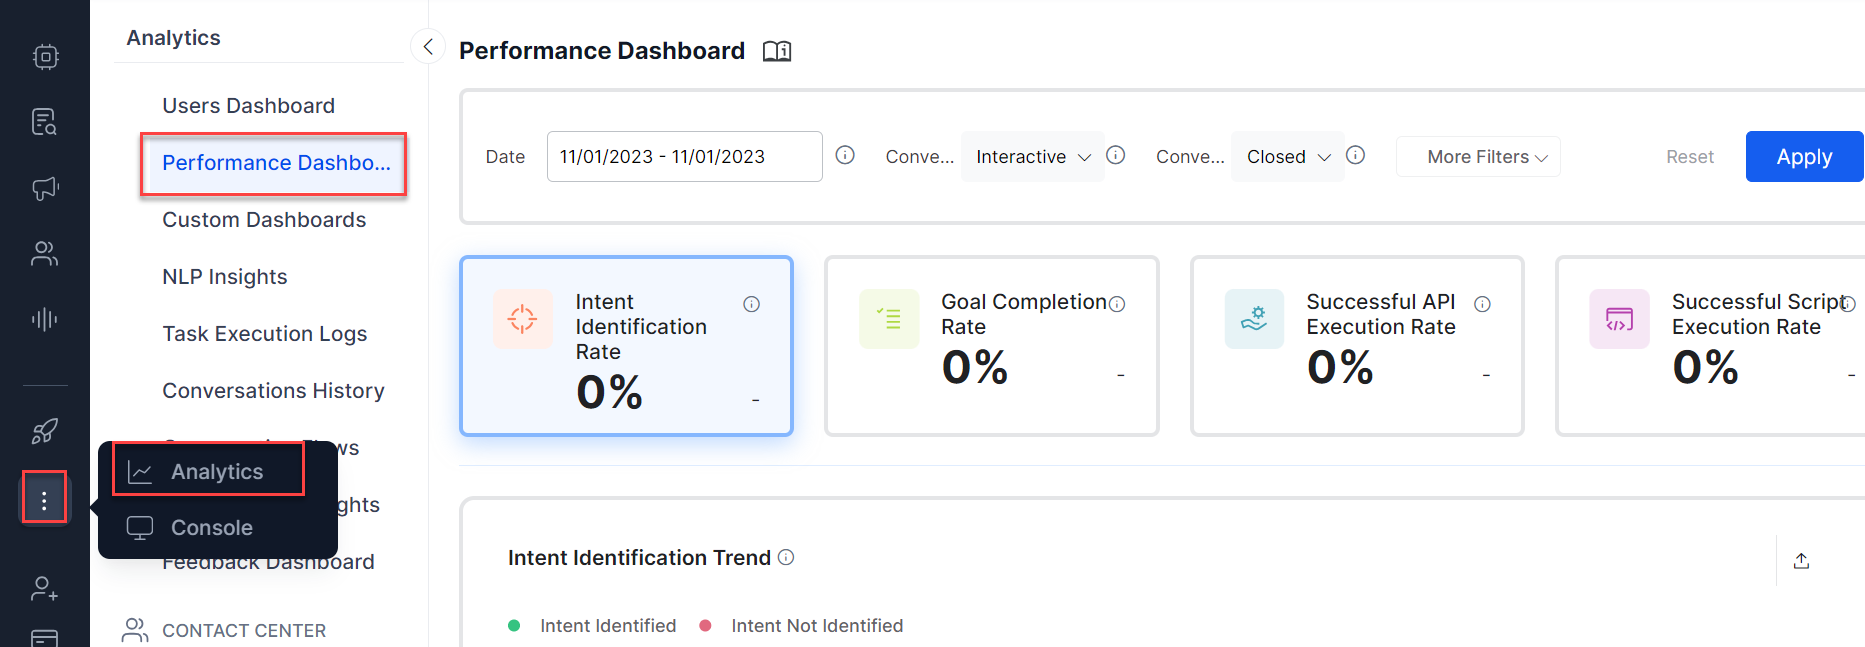 Analytics
Users Dashboard
Performance Dashbo...
Custom Dashboards
NLP Insights
Task Execution Logs
Conversations History
ws
Analytics
ghts
Console
Feedback Dashboard
CONTACT CENTER
Performance Dashboard
Date
11/01/2023 - 11/01/2023
Conve...
Interactive
Conve...
Closed
More Filters
Reset
Apply
Intent
Identification
Rate
0%
-
Goal Completion
Rate
0%
-
Successful API
Execution Rate
0%
-
Successful Script
Execution Rate
0%
-
Intent Identification Trend
Intent Identified
Intent Not Identified